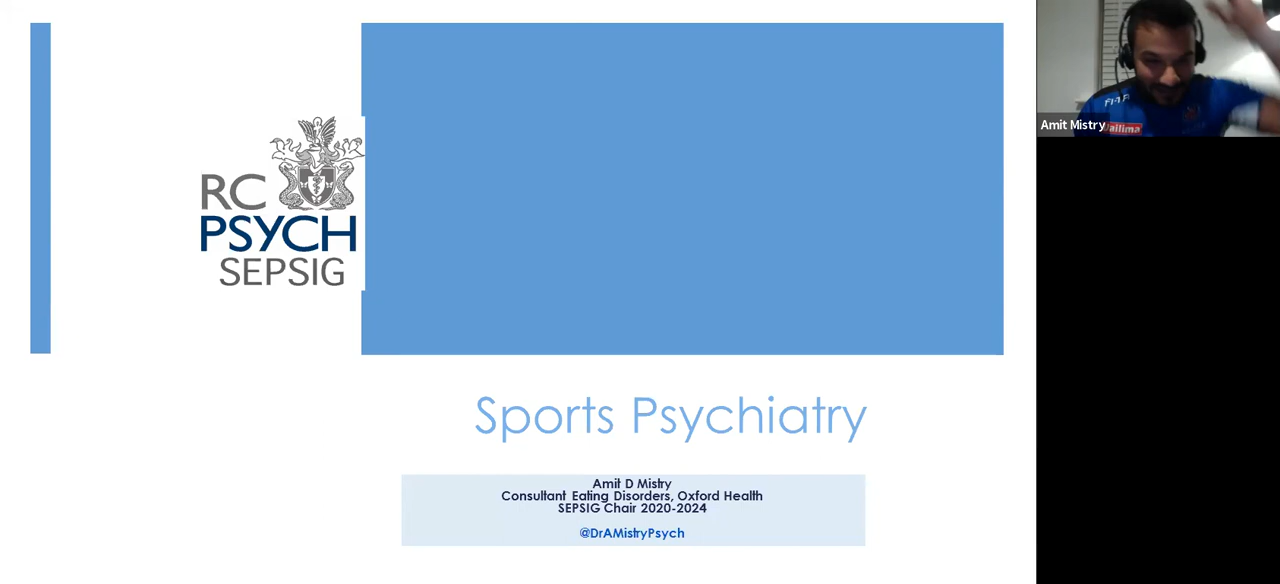 RC
PSYCH
SEPSIG
Sports Psychiatry
Amit D Mistry
Consultant Eating Disorders, Oxford Health
SEPSIG Chair 2020-2024
@DrAMistryPsych
Amit Mistry